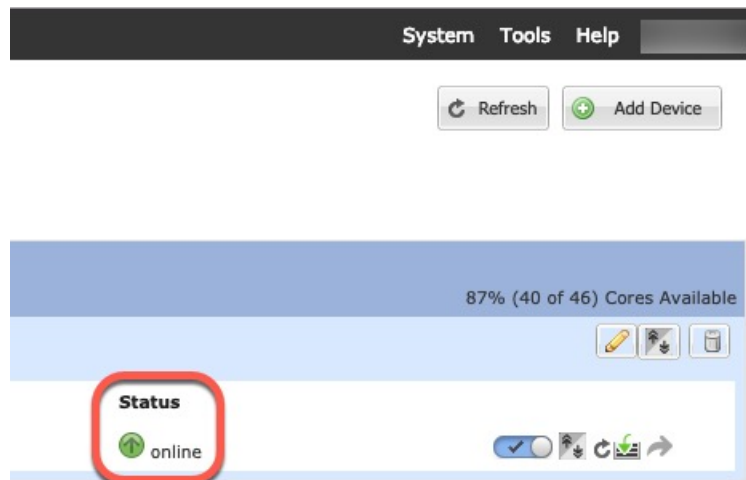 System Tools Help
Refresh Add Device
87% (40 of 46) Cores Available
Status
online